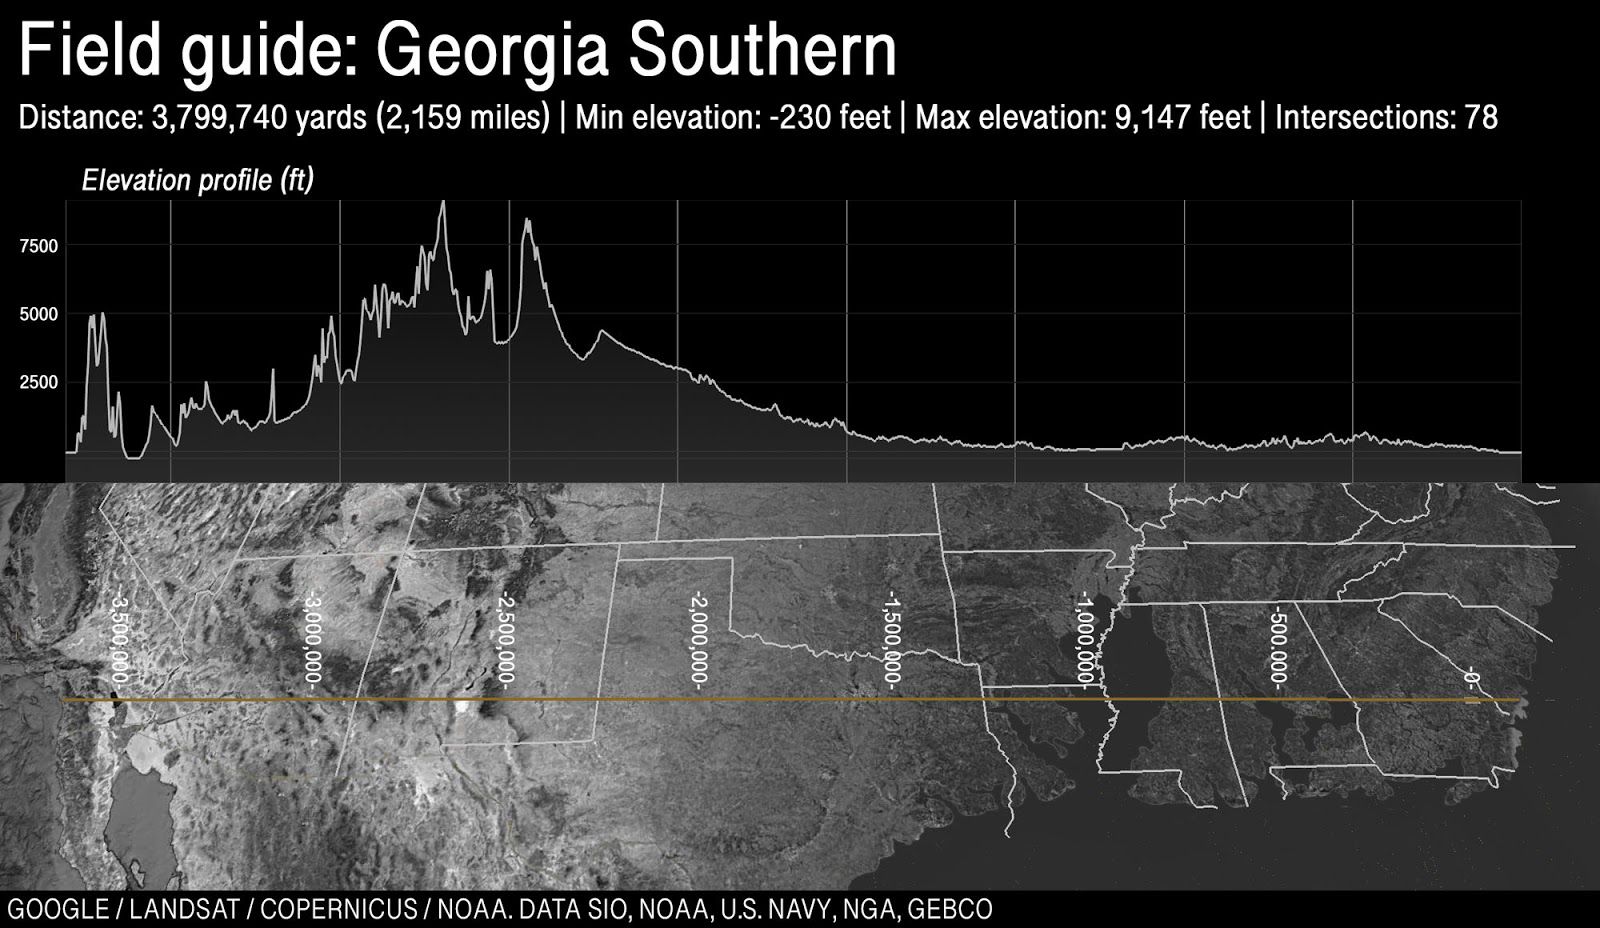 Field guide: Georgia Southern
Distance: 3,799,740 yards (2,159 miles) | Min elevation: -230 feet | Max elevation: 9,147 feet | Intersections: 78
Elevation profile (ft)
7500
5000
2500
-3,500,000-
-3,000,000-
-2,500,000-
-2,000,000-
-1,500,000-
-1,000,000-
-500,000-
-0-
GOOGLE / LANDSAT / COPERNICUS / NOAA. DATA SIO, NOAA, U.S. NAVY, NGA, GEBCO